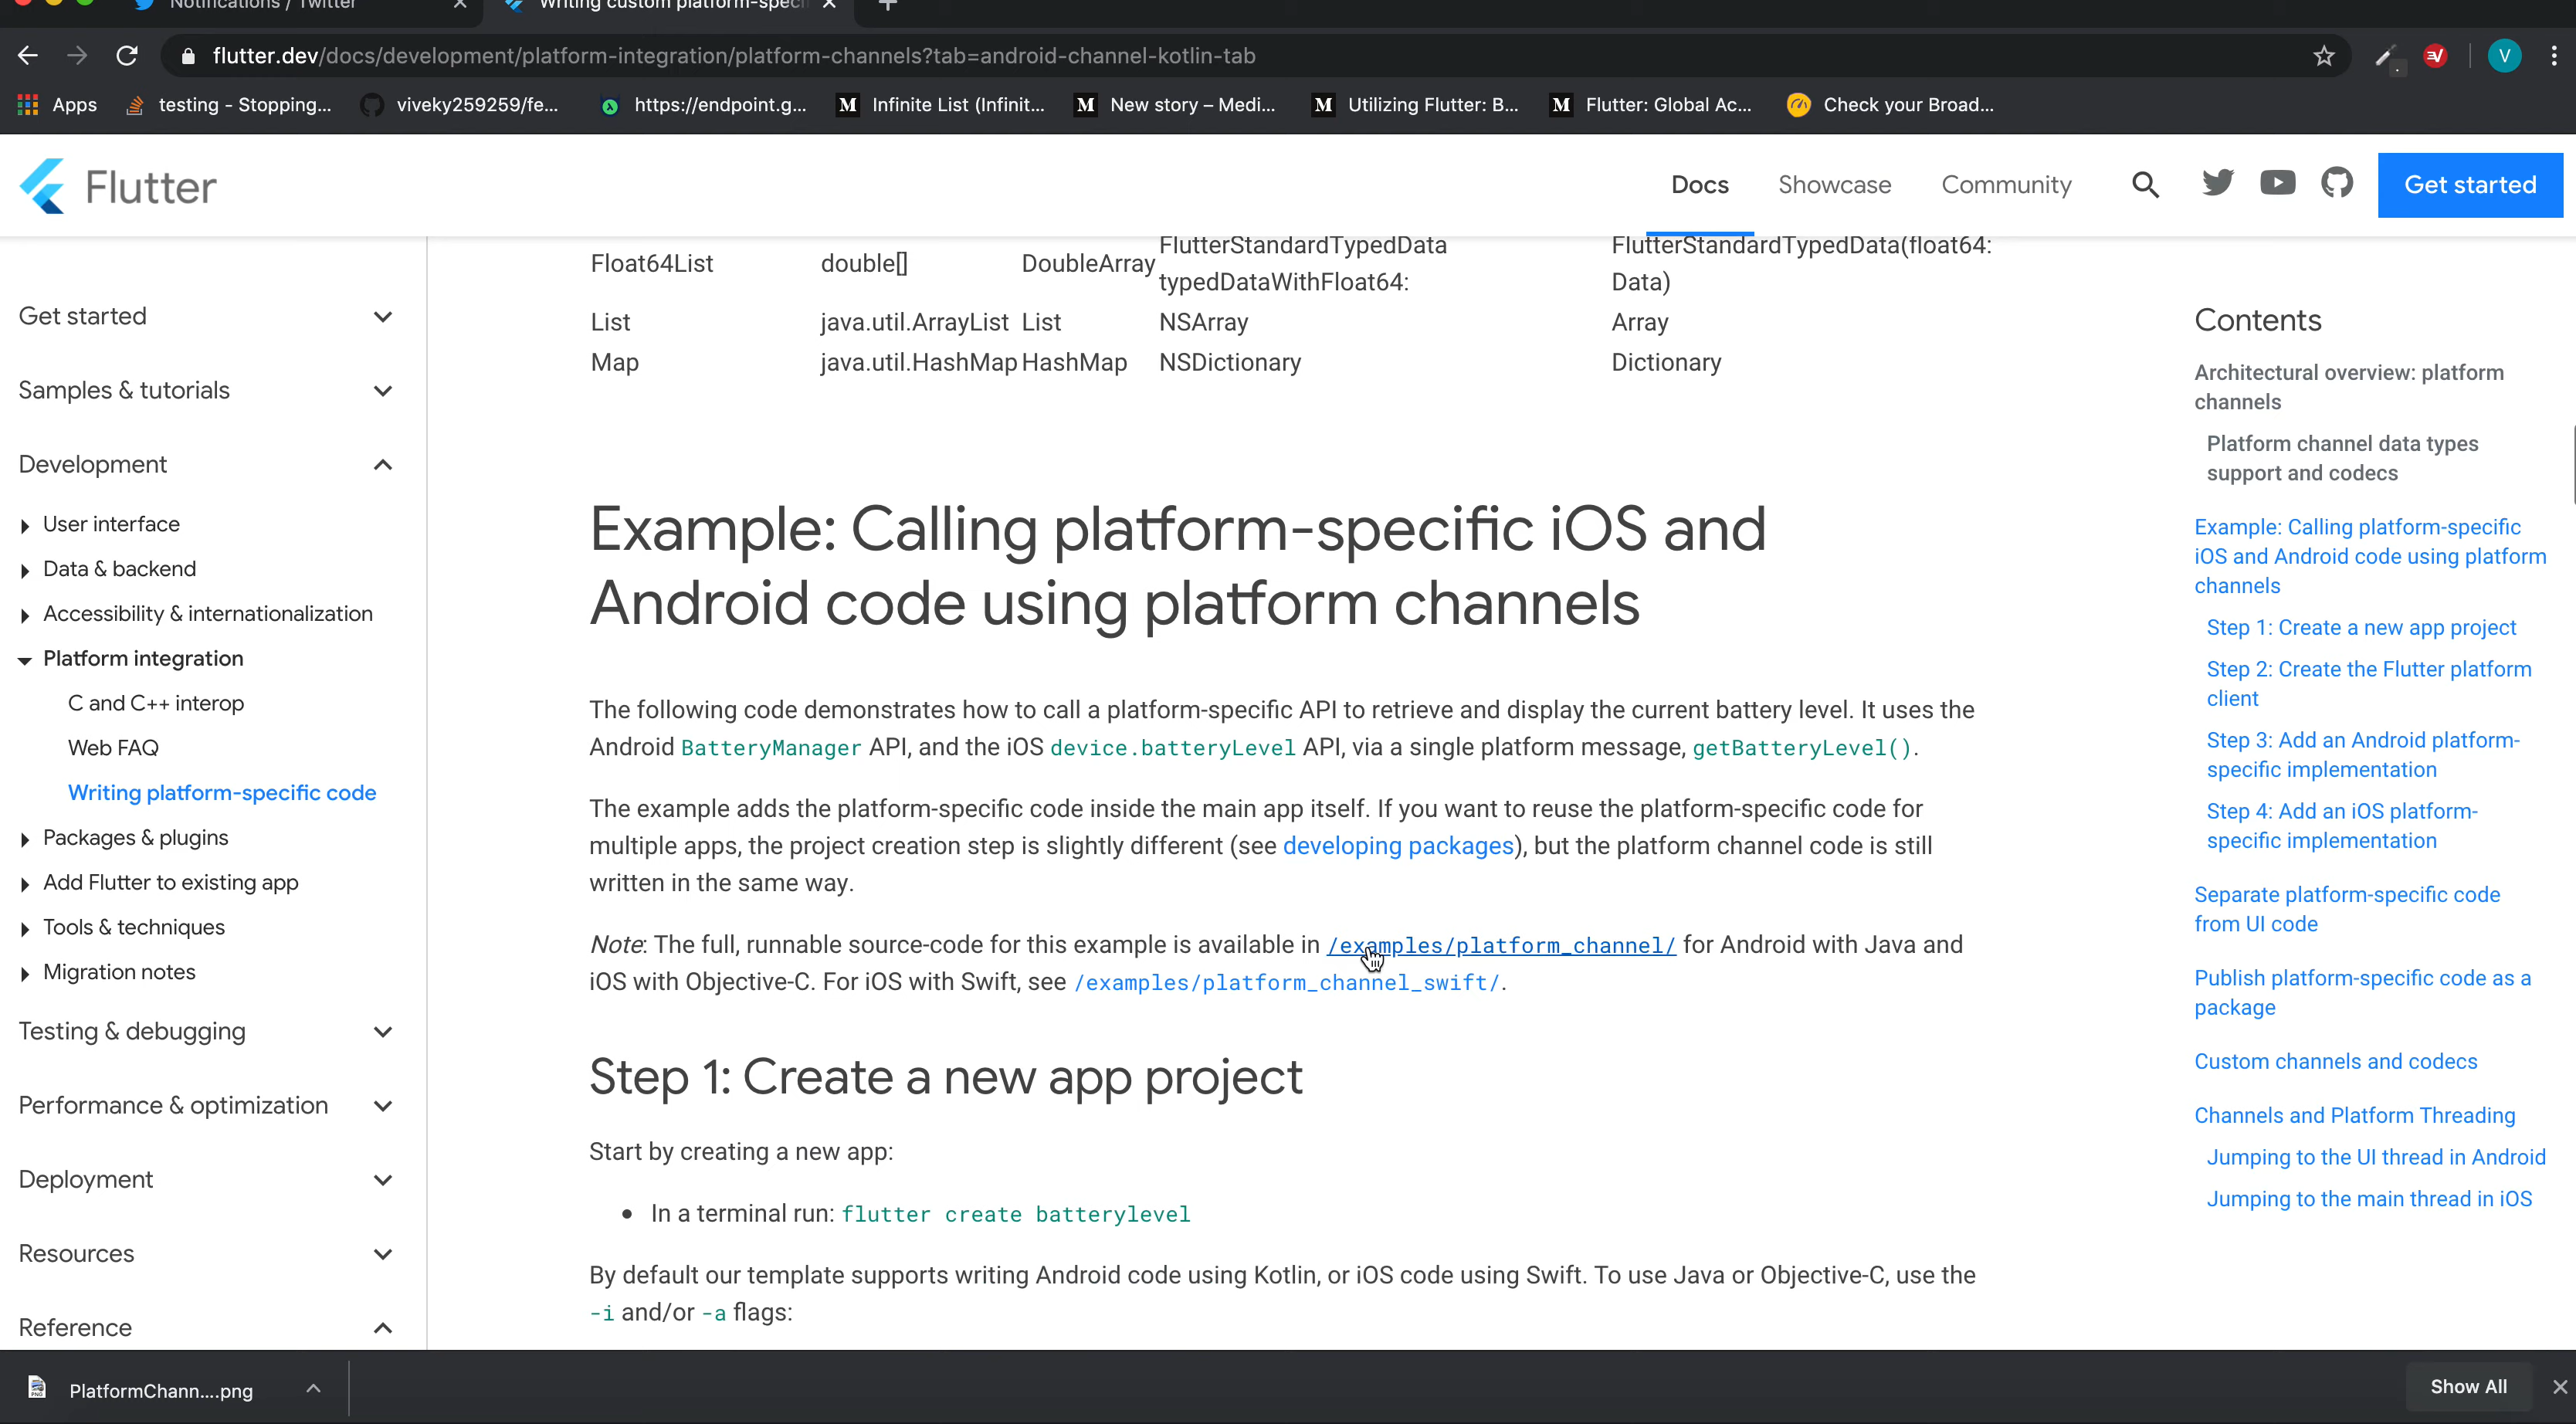 Notifications / Twitter
Writing custom platform-speci
flutter.dev/docs/development/platform-integration/platform-channels?tab=android-channel-kotlin-tab
V
Apps
testing - Stopping...
viveky259259/fe...
https://endpoint.g...
Infinite List (Infinit...
New story – Medi...
Utilizing Flutter: B...
Flutter: Global Ac...
Check your Broad...
Flutter
Docs
Showcase
Community
Get started
Get started
Samples & tutorials
Development
User interface
Data & backend
Accessibility & internationalization
Platform integration
C and C++ interop
Web FAQ
Writing platform-specific code
Packages & plugins
Add Flutter to existing app
Tools & techniques
Migration notes
Testing & debugging
Performance & optimization
Deployment
Resources
Reference
Float64List double[] DoubleArray FlutterStandardTypedData typedDataWithFloat64: FlutterStandardTypedData(float64: Data)
List java.util.ArrayList List NSArray Array
Map java.util.HashMap HashMap NSDictionary Dictionary
Example: Calling platform-specific iOS and
Android code using platform channels
The following code demonstrates how to call a platform-specific API to retrieve and display the current battery level. It uses the
Android BatteryManager API, and the iOS device.batteryLevel API, via a single platform message, getBatteryLevel().
The example adds the platform-specific code inside the main app itself. If you want to reuse the platform-specific code for
multiple apps, the project creation step is slightly different (see developing packages), but the platform channel code is still
written in the same way.
Note: The full, runnable source-code for this example is available in /examples/platform_channel/ for Android with Java and
iOS with Objective-C. For iOS with Swift, see /examples/platform_channel_swift/.
Step 1: Create a new app project
Start by creating a new app:
• In a terminal run: flutter create batterylevel
By default our template supports writing Android code using Kotlin, or iOS code using Swift. To use Java or Objective-C, use the
-i and/or -a flags:
Contents
Architectural overview: platform
channels
Platform channel data types
support and codecs
Example: Calling platform-specific
iOS and Android code using platform
channels
Step 1: Create a new app project
Step 2: Create the Flutter platform
client
Step 3: Add an Android platform-
specific implementation
Step 4: Add an iOS platform-
specific implementation
Separate platform-specific code
from UI code
Publish platform-specific code as a
package
Custom channels and codecs
Channels and Platform Threading
Jumping to the UI thread in Android
Jumping to the main thread in iOS
PlatformChann....png
Show All